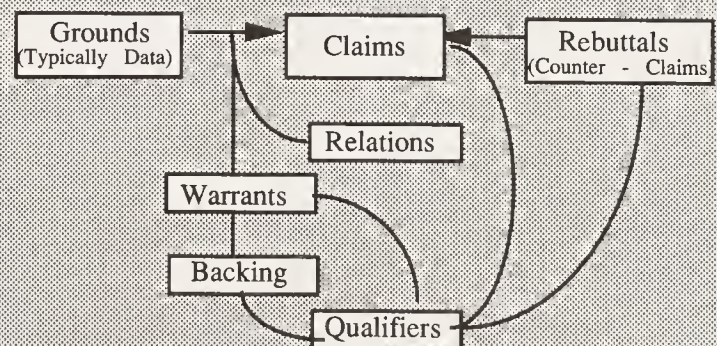 Grounds
(Typically Data)
Claims
Rebuttals
(Counter - Claims)
Relations
Warrants
Backing
Qualifiers